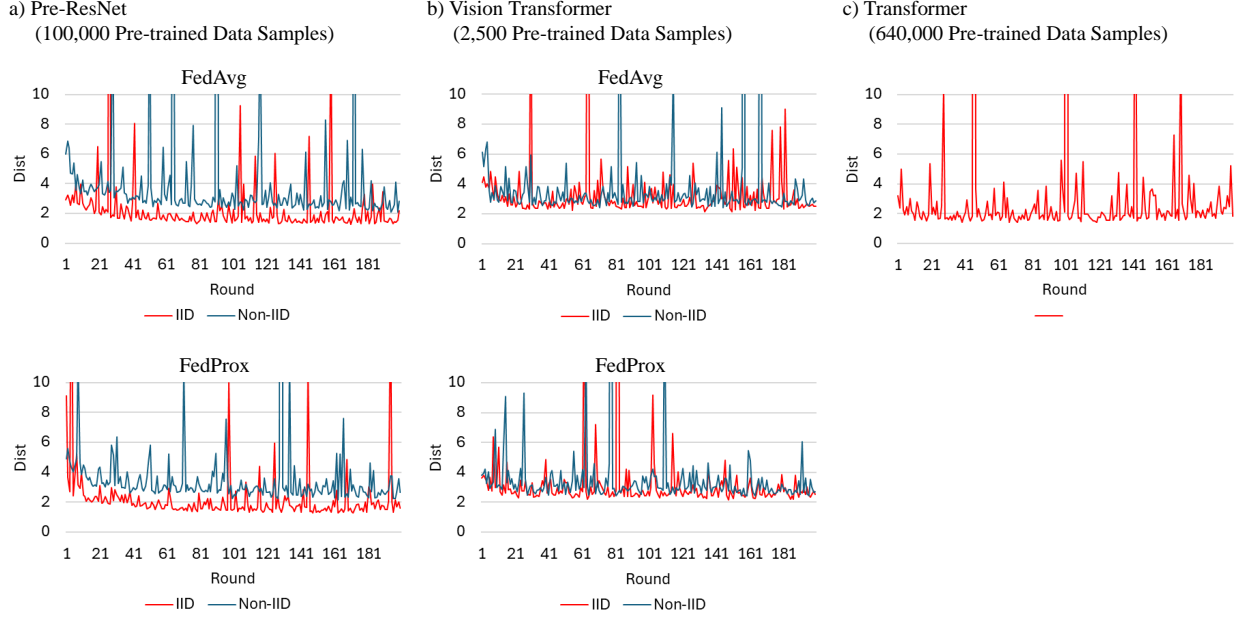 a) Pre-ResNet
(100,000 Pre-trained Data Samples)
b) Vision Transformer
(2,500 Pre-trained Data Samples)
c) Transformer
(640,000 Pre-trained Data Samples)
FedAvg
Dist
10
8
6
4
2
0
1 21 41 61 81 101 121 141 161 181
Round
IID Non-IID
FedAvg
Dist
10
8
6
4
2
0
1 21 41 61 81 101 121 141 161 181
Round
IID Non-IID
Dist
10
8
6
4
2
0
1 21 41 61 81 101 121 141 161 181
Round
FedProx
Dist
10
8
6
4
2
0
1 21 41 61 81 101 121 141 161 181
Round
IID Non-IID
FedProx
Dist
10
8
6
4
2
0
1 21 41 61 81 101 121 141 161 181
Round
IID Non-IID